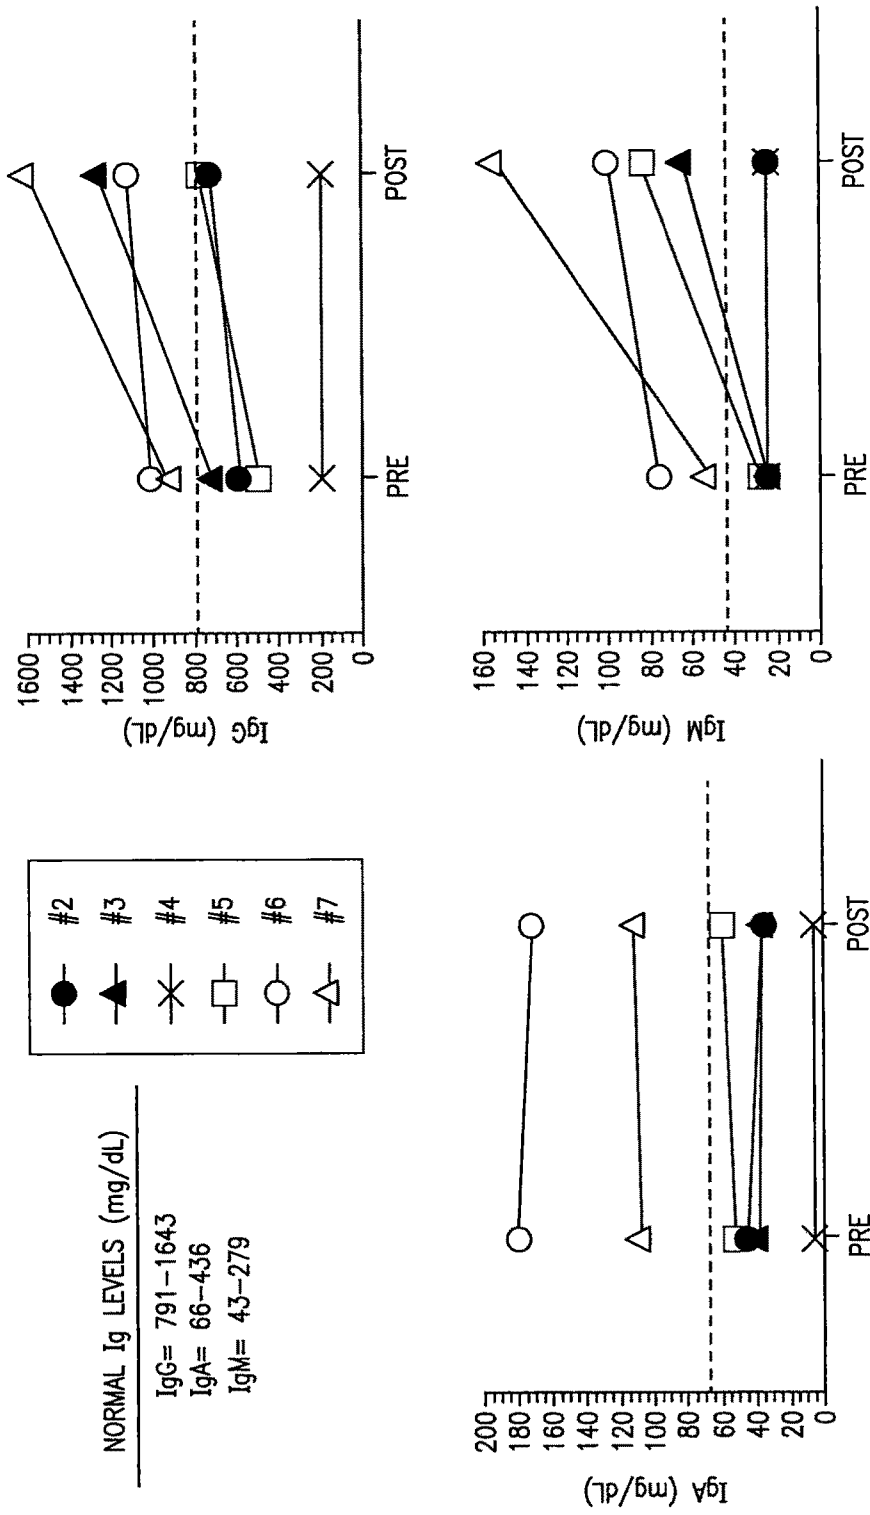 NORMAL Ig LEVELS (mg/dL)
IgG= 791-1643
IgA= 66-436
IgM= 43-279
#2
#3
#4
#5
#6
#7
IgG (mg/dL)
1600
1400
1200
1000
800
600
400
200
0
PRE
POST
IgA (mg/dL)
200
180
160
140
120
100
80
60
40
20
0
PRE
POST
IgM (mg/dL)
160
140
120
100
80
60
40
20
0
PRE
POST